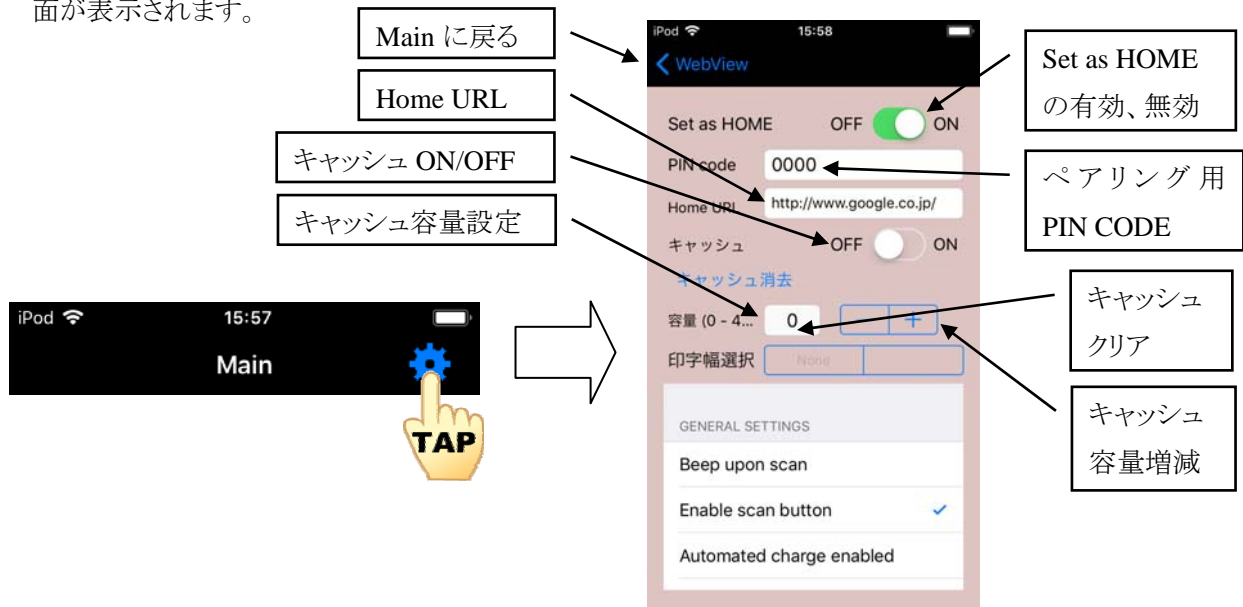 面が表示されます。
Main に戻る
Home URL
キャッシュ ON/OFF
キャッシュ容量設定
iPod 15:57
Main
TAP
iPod 15:58
WebView
Set as HOME OFF ON
PIN code 0000
Home URL http://www.google.co.jp/
キャッシュ OFF ON
キャッシュ消去
容量 (0 - 4... 0 +
印字幅選択 None
GENERAL SETTINGS
Beep upon scan
Enable scan button
Automated charge enabled
Set as HOME
の有効、無効
ペアリング用
PIN CODE
キャッシュ
クリア
キャッシュ
容量増減